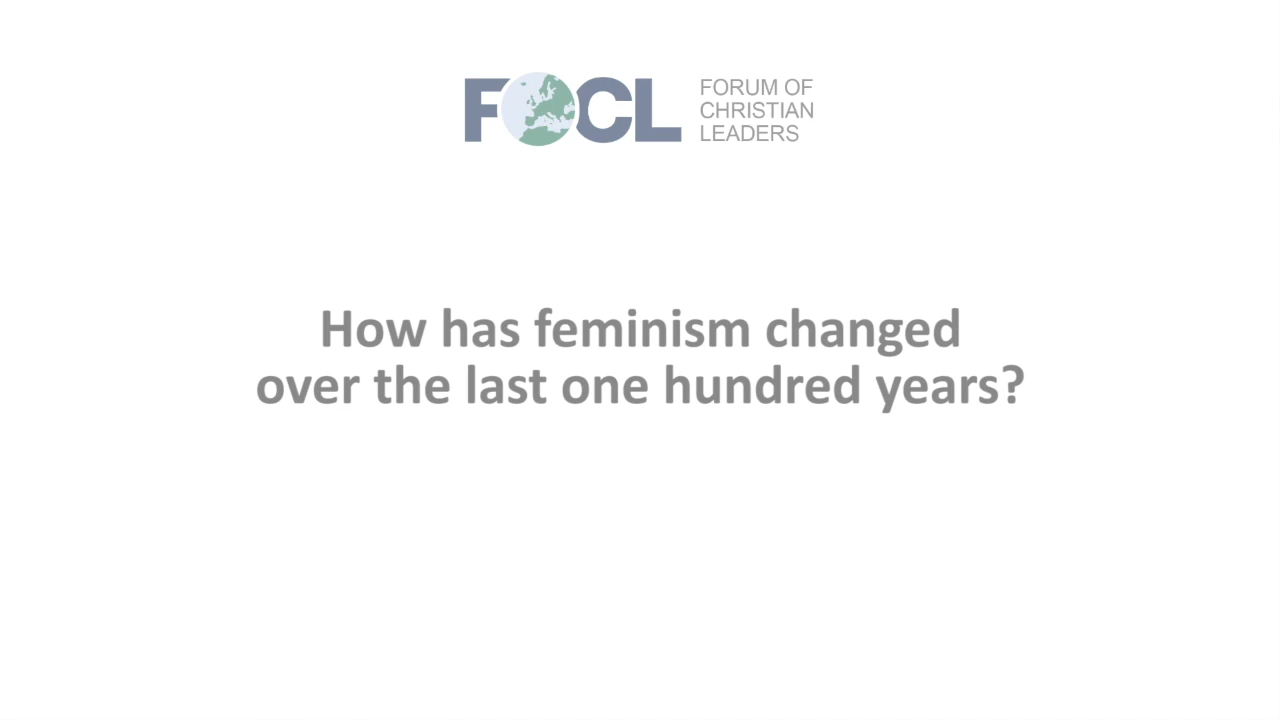 FOCL
FORUM OF
CHRISTIAN
LEADERS
How has feminism changed
over the last one hundred years?